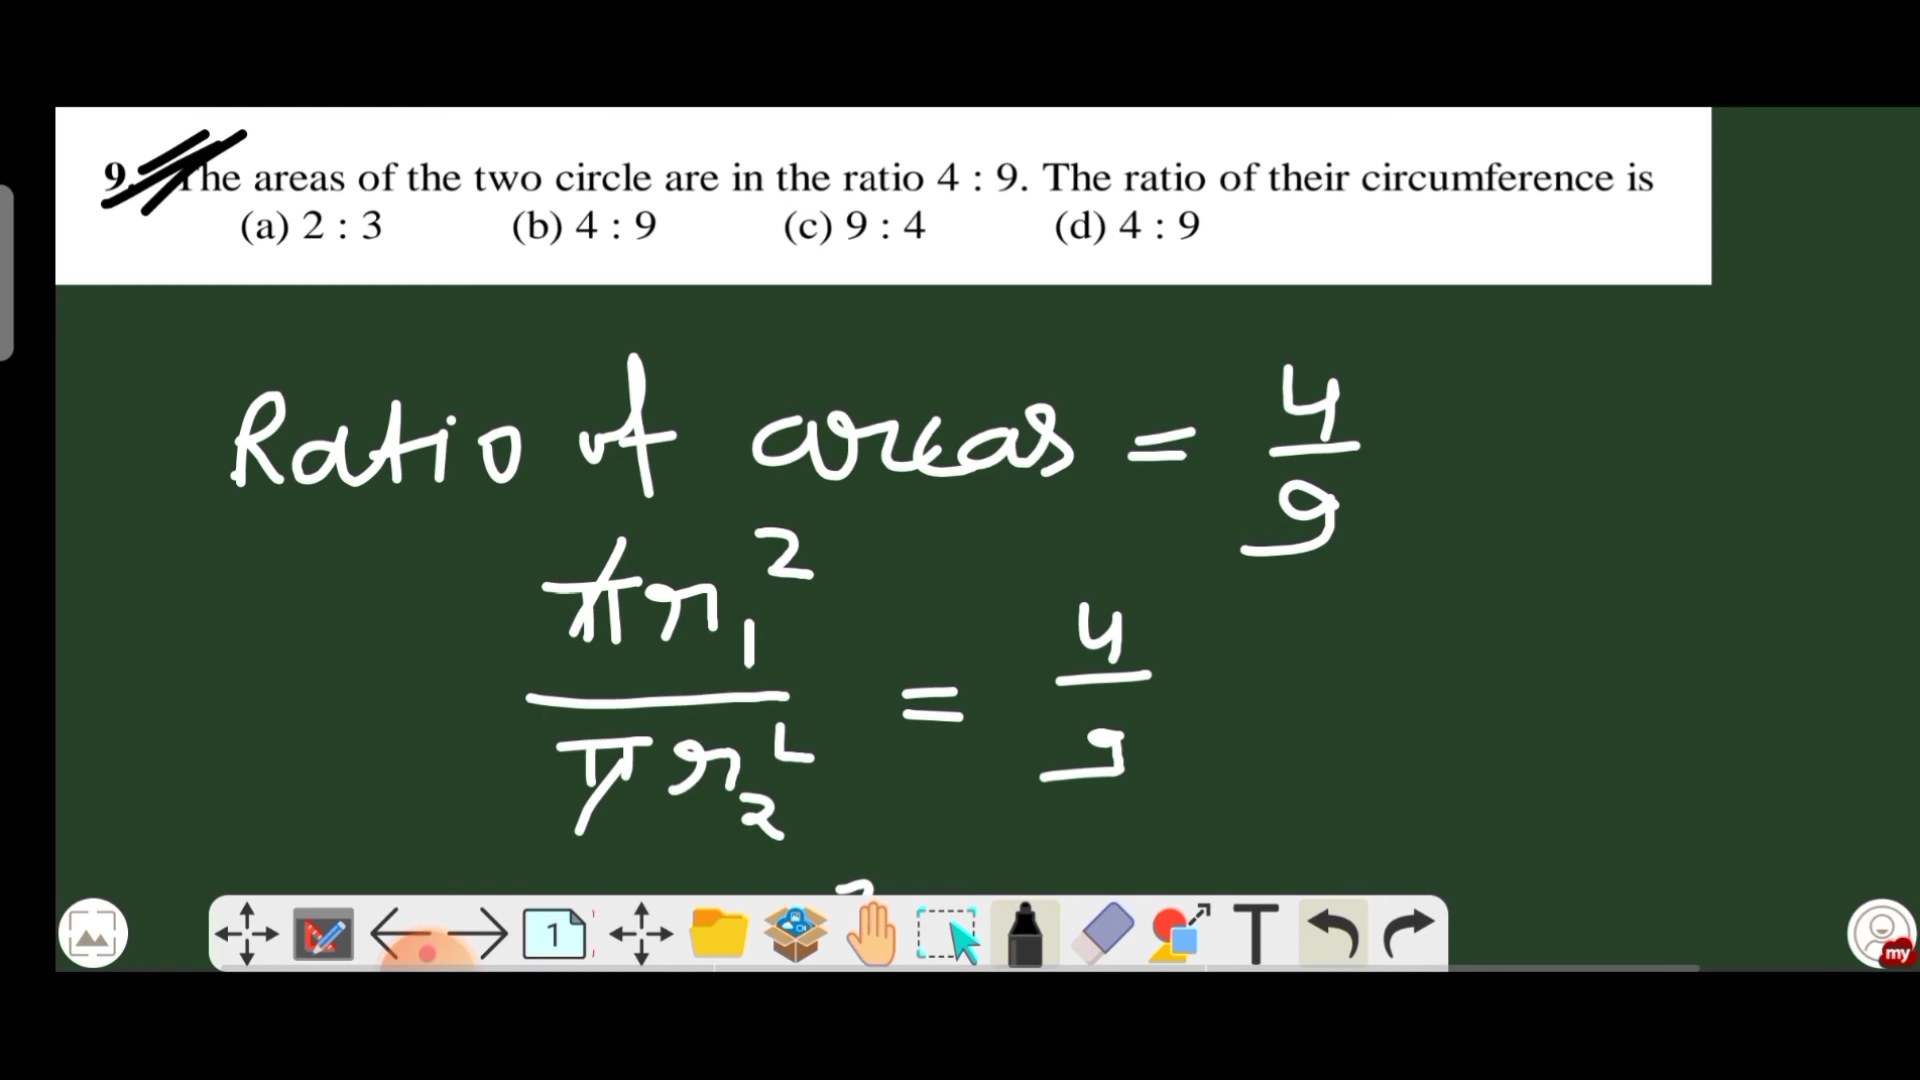 9. The areas of the two circle are in the ratio 4 : 9. The ratio of their circumference is
(a) 2 : 3 (b) 4 : 9 (c) 9 : 4 (d) 4 : 9
Ratio of areas = 4/9
πr₁²/πr₂² = 4/9
1
T
my